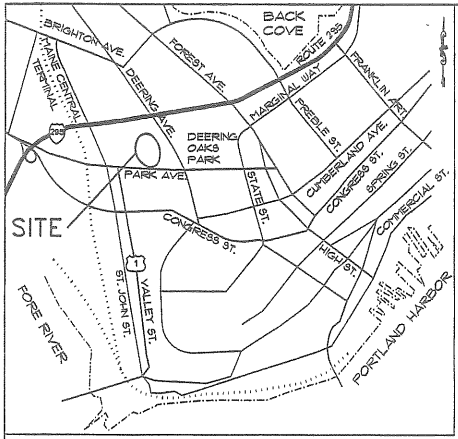 BACK
COVE
BRIGHTON AVE.
FOREST AVE.
ROUTE 295
MAINE CENTRAL
TERMINAL
DEERING AVE.
MARGINAL WAY
FRANKLIN ART.
PREBLE ST.
295
DEERING
OAKS
PARK
CUMBERLAND AVE.
CONGRESS ST.
SPRING ST.
PARK AVE.
STATE ST.
COMMERCIAL ST.
SITE
CONGRESS ST.
HIGH ST.
1
ST. JOHN ST.
VALLEY ST.
FORE RIVER
PORTLAND HARBOR